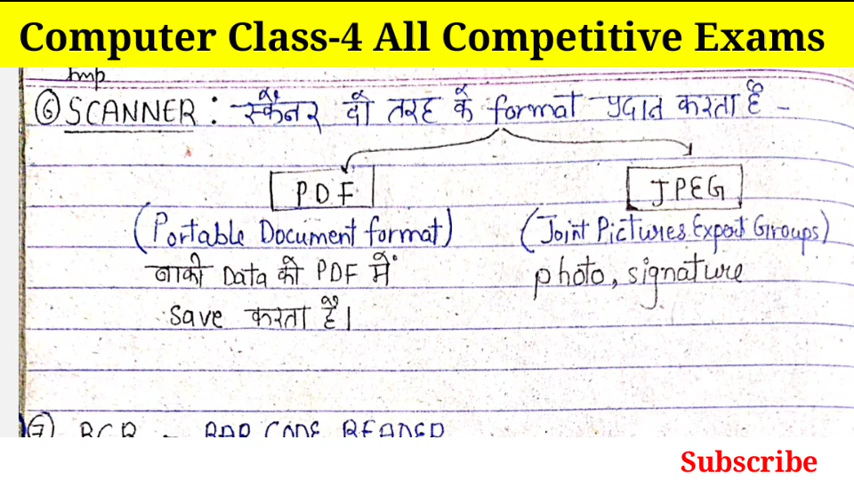 Computer Class-4 All Competitive Exams
Imp
⑥ SCANNER : स्कैनर दो तरह के format प्रदान करता है -
PDF JPEG
(Portable Document format) (Joint Pictures Expert Groups)
बाकी Data को PDF में photo, signature
save करता है।
⑦ BCR - BAR CODE READER
Subscribe